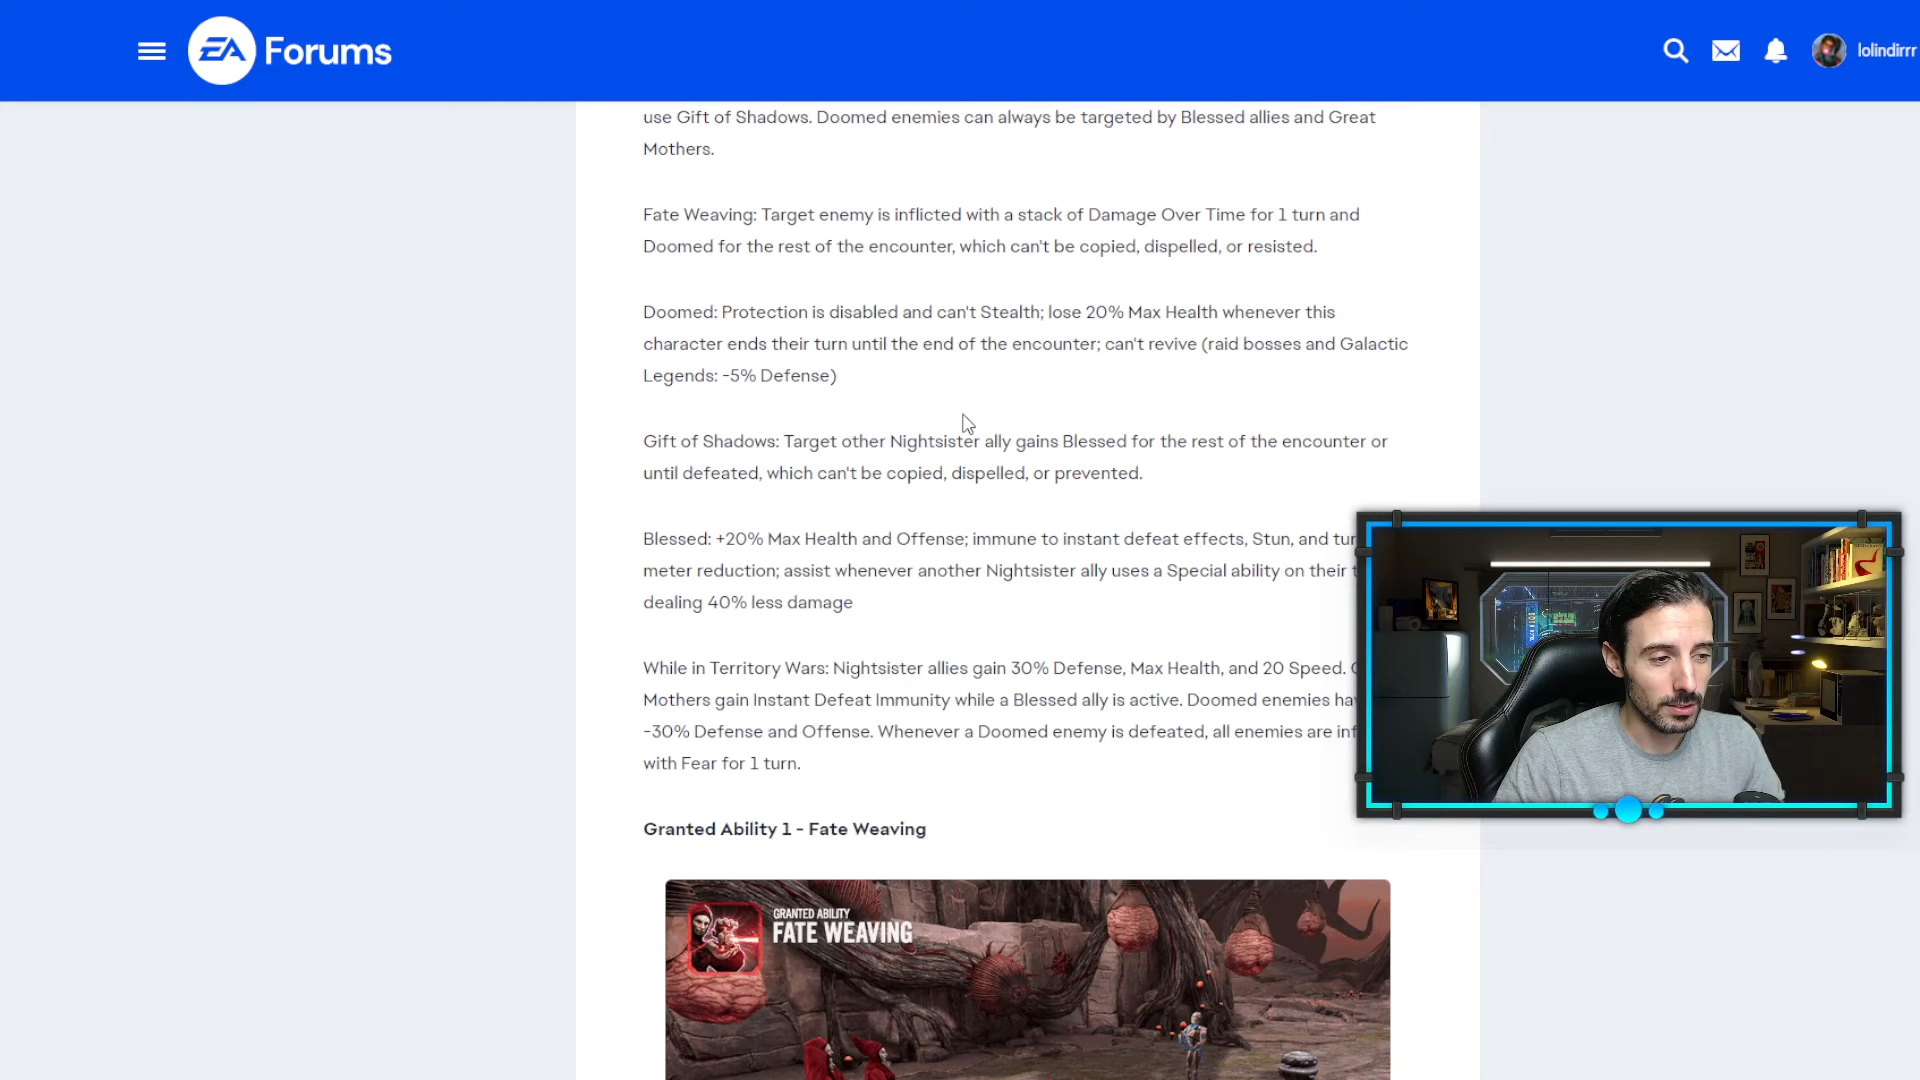 EA Forums
lolindirrr
use Gift of Shadows. Doomed enemies can always be targeted by Blessed allies and Great
Mothers.
Fate Weaving: Target enemy is inflicted with a stack of Damage Over Time for 1 turn and
Doomed for the rest of the encounter, which can't be copied, dispelled, or resisted.
Doomed: Protection is disabled and can't Stealth; lose 20% Max Health whenever this
character ends their turn until the end of the encounter; can't revive (raid bosses and Galactic
Legends: -5% Defense)
Gift of Shadows: Target other Nightsister ally gains Blessed for the rest of the encounter or
until defeated, which can't be copied, dispelled, or prevented.
Blessed: +20% Max Health and Offense; immune to instant defeat effects, Stun, and
meter reduction; assist whenever another Nightsister ally uses a Special ability on their
dealing 40% less damage
While in Territory Wars: Nightsister allies gain 30% Defense, Max Health, and 20 Speed.
Mothers gain Instant Defeat Immunity while a Blessed ally is active. Doomed enemies
-30% Defense and Offense. Whenever a Doomed enemy is defeated, all enemies are
with Fear for 1 turn.
Granted Ability 1 - Fate Weaving
GRANTED ABILITY
FATE WEAVING